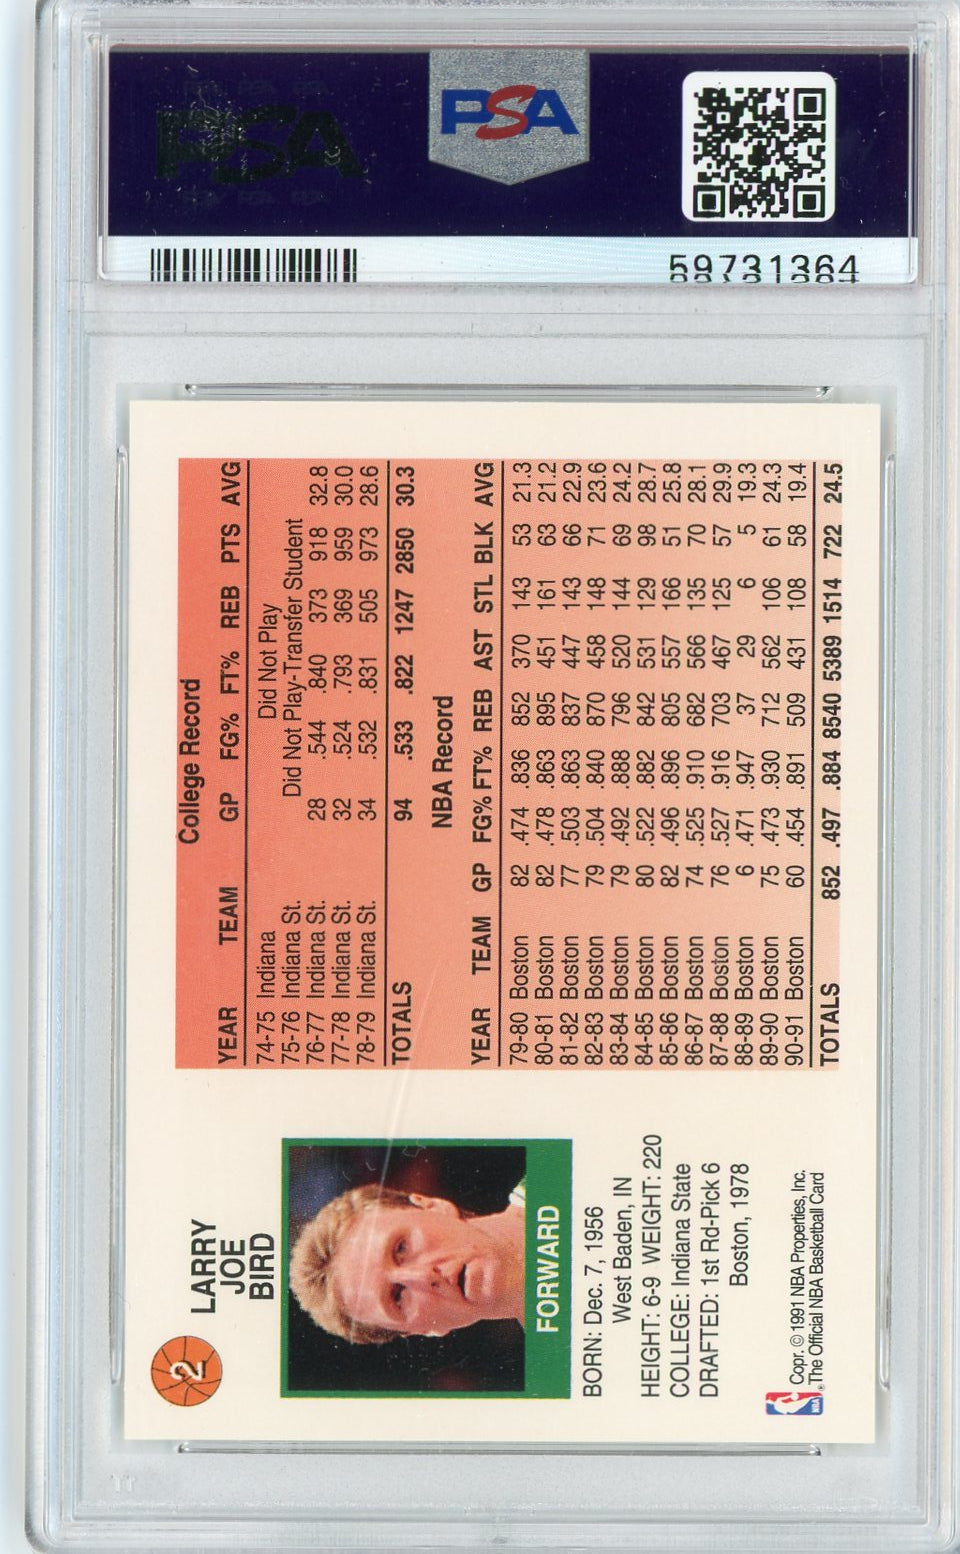 PSA
PSA
59731364
2
LARRY
JOE
BIRD
FORWARD
BORN: Dec. 7, 1956
West Baden, IN
HEIGHT: 6-9 WEIGHT: 220
COLLEGE: Indiana State
DRAFTED: 1st Rd-Pick 6
Boston, 1978
NBA
Copr. © 1991 NBA Properties, Inc.
The Official NBA Basketball Card
College Record
YEAR TEAM GP FG% FT% REB PTS AVG
74-75 Indiana Did Not Play
75-76 Indiana St. Did Not Play-Transfer Student
76-77 Indiana St. 28 .544 .840 373 918 32.8
77-78 Indiana St. 32 .524 .793 369 959 30.0
78-79 Indiana St. 34 .532 .831 505 973 28.6
TOTALS 94 .533 .822 1247 2850 30.3
NBA Record
YEAR TEAM GP FG% FT% REB AST STL BLK AVG
79-80 Boston 82 .474 .836 852 370 143 53 21.3
80-81 Boston 82 .478 .863 895 451 161 63 21.2
81-82 Boston 77 .503 .863 837 447 143 66 22.9
82-83 Boston 79 .504 .840 870 458 148 71 23.6
83-84 Boston 79 .492 .888 796 520 144 69 24.2
84-85 Boston 80 .522 .882 842 531 129 98 28.7
85-86 Boston 82 .496 .896 805 557 166 51 25.8
86-87 Boston 74 .525 .910 682 566 135 70 28.1
87-88 Boston 76 .527 .916 703 467 125 57 29.9
88-89 Boston 6 .471 .947 37 29 6 5 19.3
89-90 Boston 75 .473 .930 712 562 106 61 24.3
90-91 Boston 60 .454 .891 509 431 108 58 19.4
TOTALS 852 .497 .884 8540 5389 1514 722 24.5